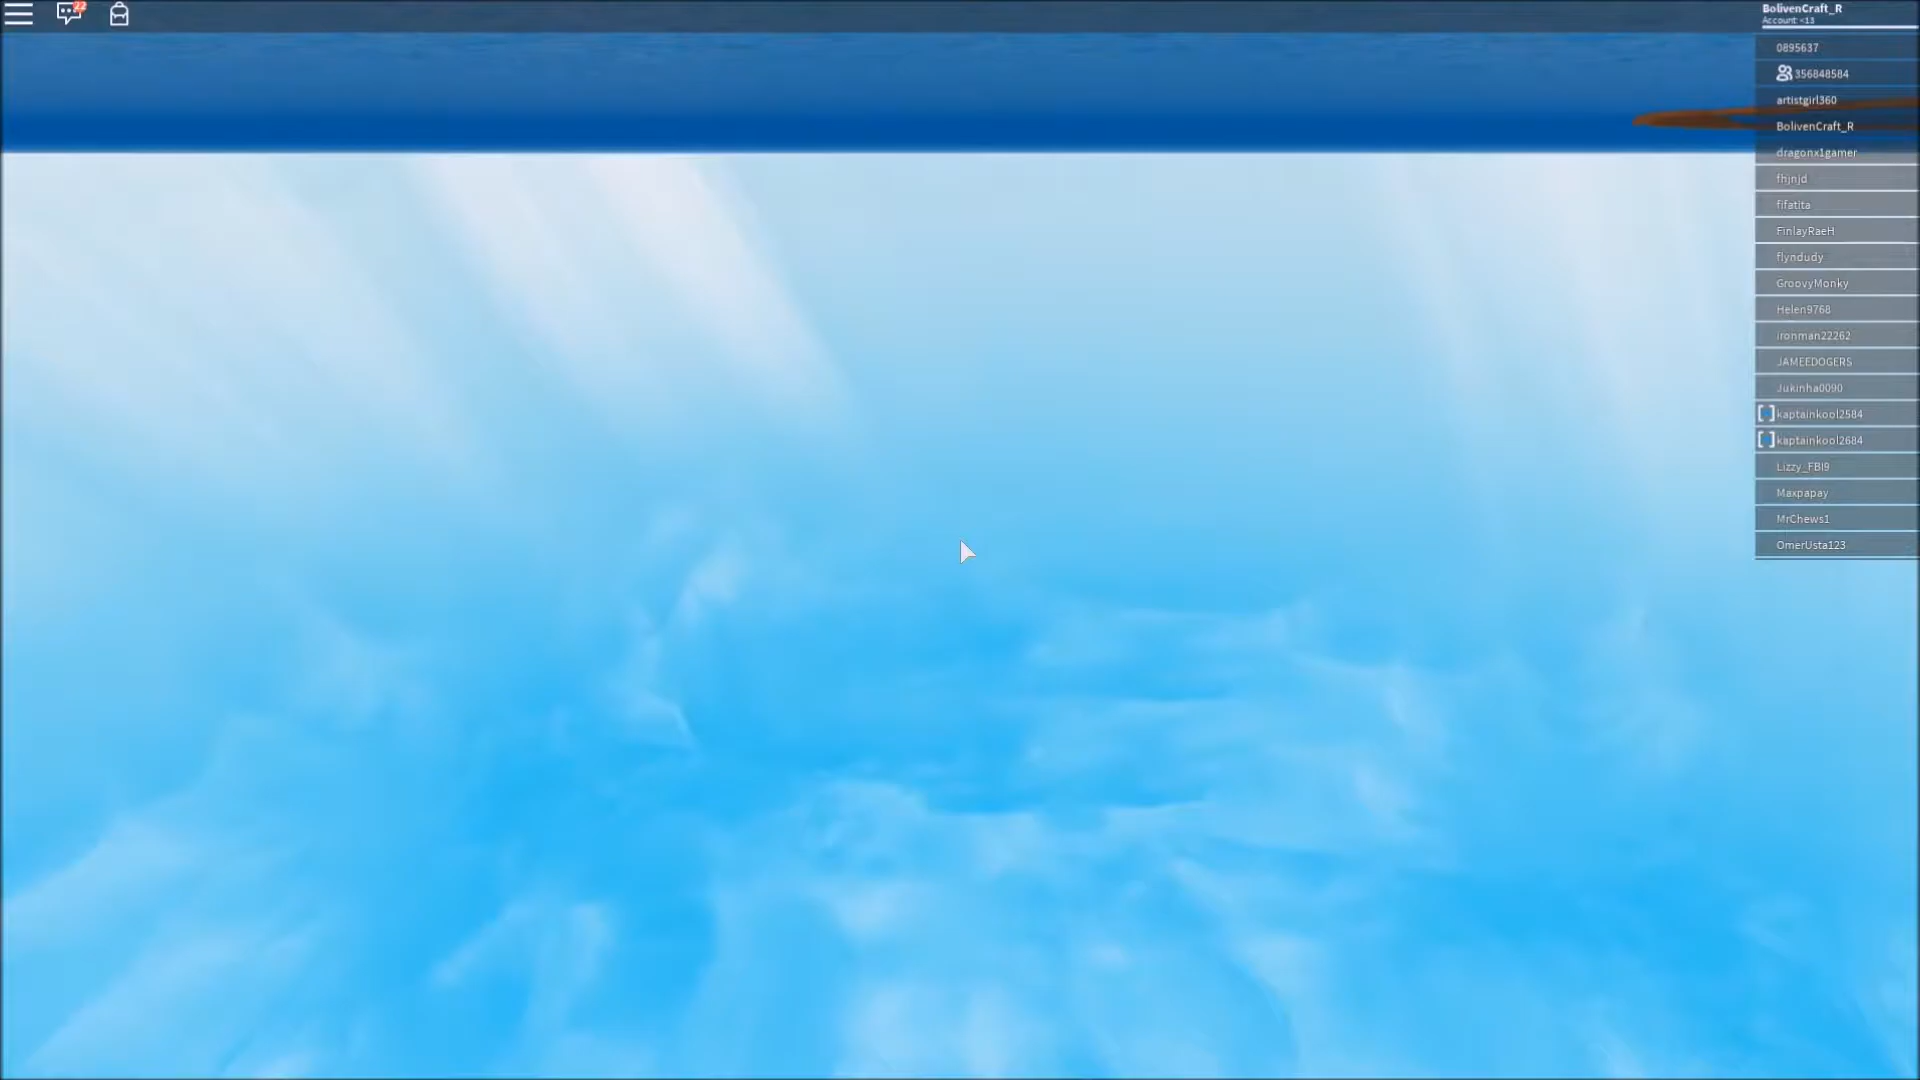 22
BolivenCraft_R
Account: <13
0895637
356848584
artistgirl360
BolivenCraft_R
dragonx1gamer
fhjnjd
fifatita
FinlayRaeH
flyndudy
GroovyMonky
Helen9768
ironman22262
JAMEEDOGERS
Jukinha0090
kaptainkool2584
kaptainkool2684
Lizzy_FBI9
Maxpapay
MrChews1
OmerUsta123